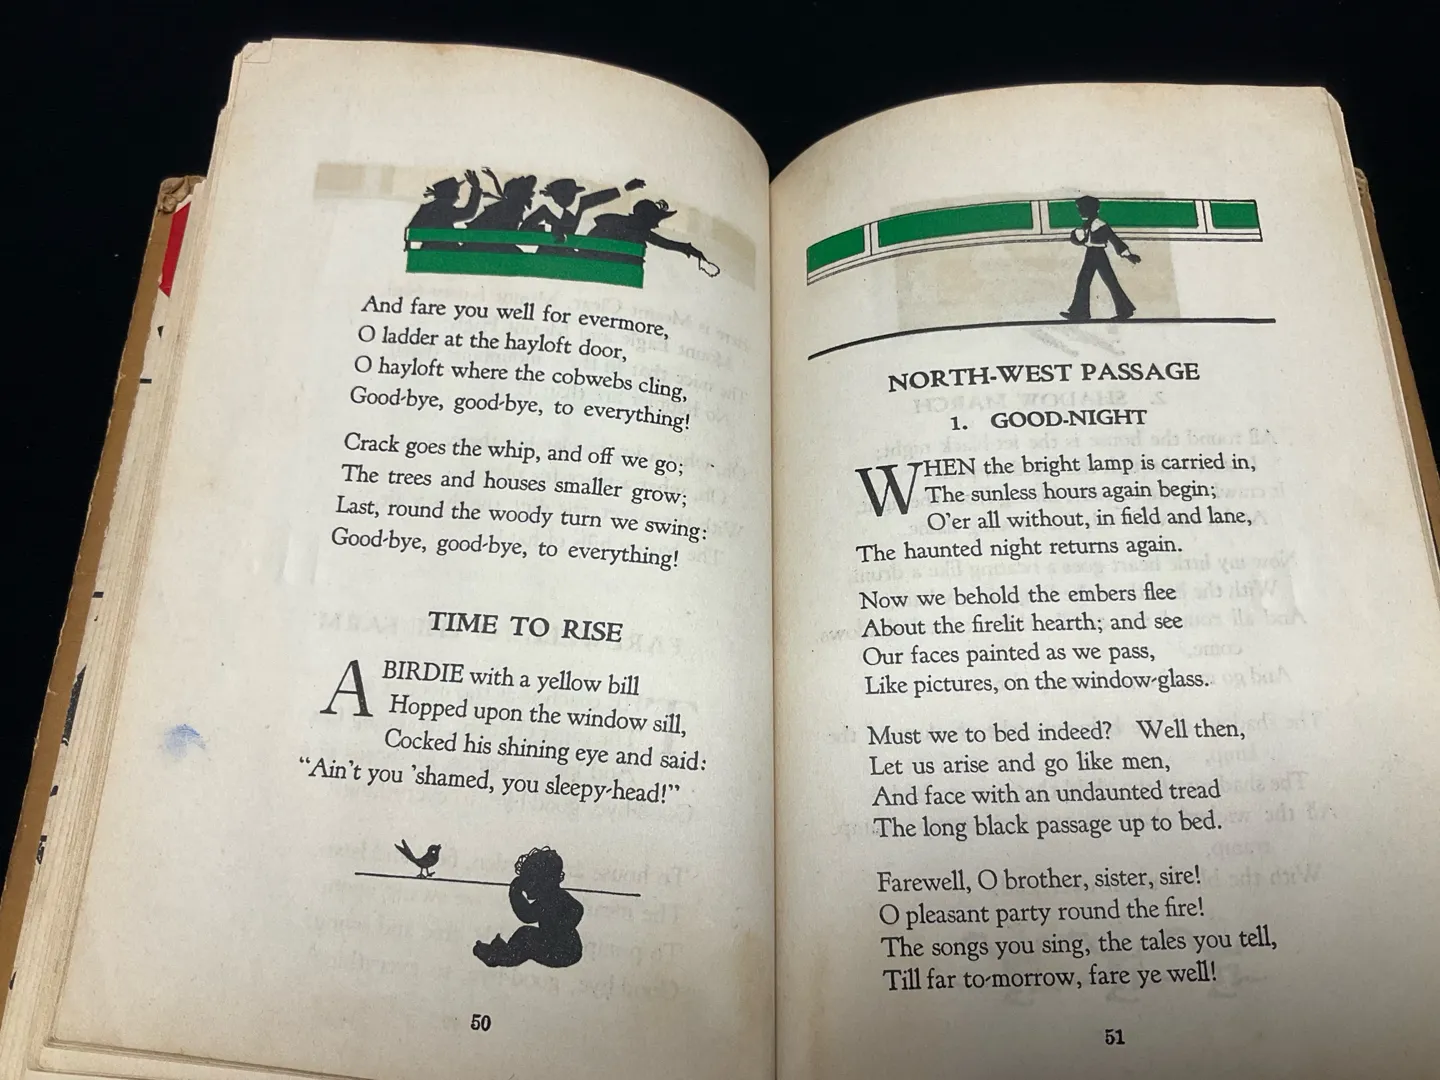 And fare you well for evermore,
O ladder at the hayloft door,
O hayloft where the cobwebs cling,
Good-bye, good-bye, to everything!
Crack goes the whip, and off we go;
The trees and houses smaller grow;
Last, round the woody turn we swing:
Good-bye, good-bye, to everything!
TIME TO RISE
A BIRDIE with a yellow bill
Hopped upon the window sill,
Cocked his shining eye and said:
“Ain't you 'shamed, you sleepy-head!”
50
NORTH-WEST PASSAGE
1. GOOD-NIGHT
WHEN the bright lamp is carried in,
The sunless hours again begin;
O'er all without, in field and lane,
The haunted night returns again.
Now we behold the embers flee
About the firelit hearth; and see
Our faces painted as we pass,
Like pictures, on the window-glass.
Must we to bed indeed? Well then,
Let us arise and go like men,
And face with an undaunted tread
The long black passage up to bed.
Farewell, O brother, sister, sire!
O pleasant party round the fire!
The songs you sing, the tales you tell,
Till far to-morrow, fare ye well!
51